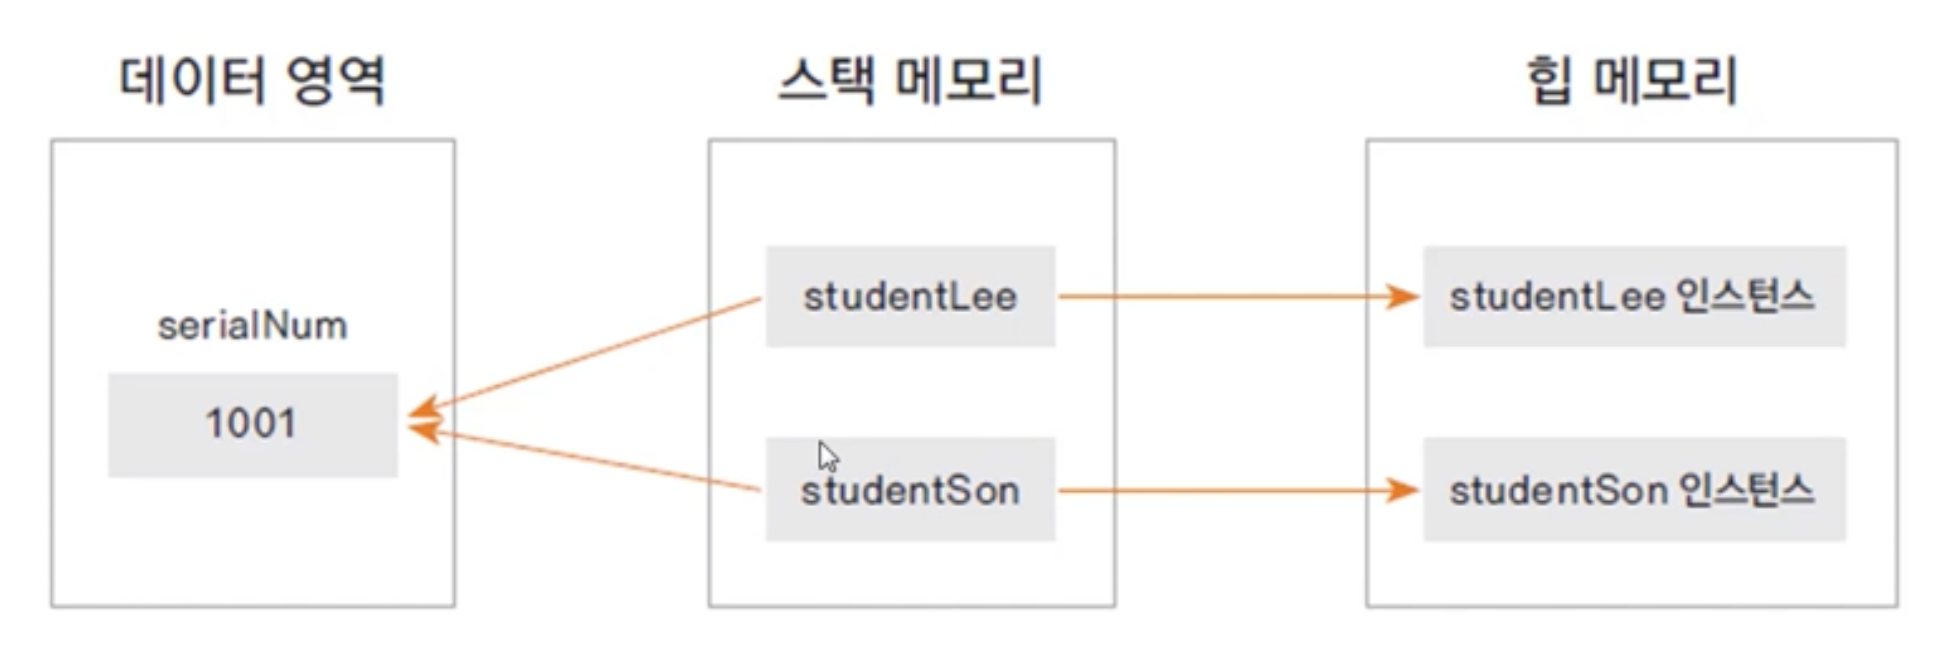 데이터 영역
serialNum
1001
스택 메모리
studentLee
studentSon
힙 메모리
studentLee 인스턴스
studentSon 인스턴스